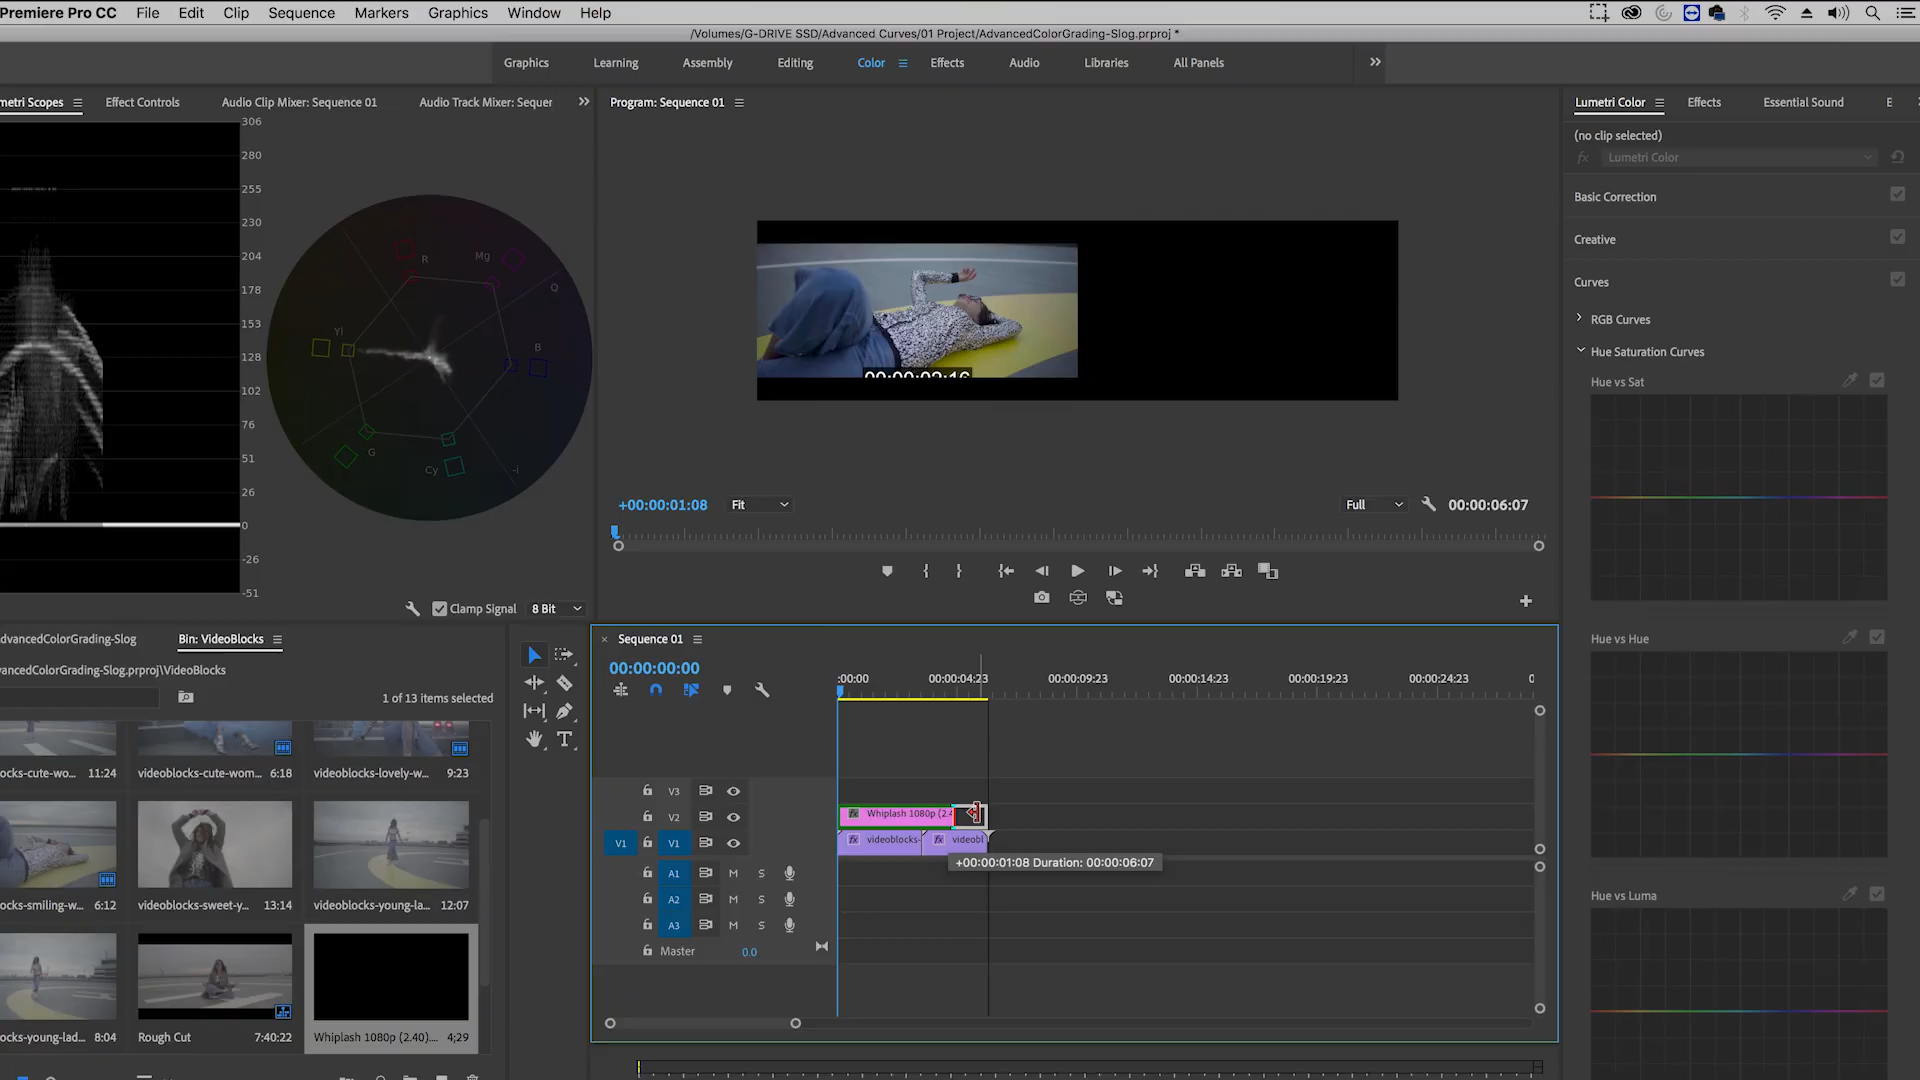 Premiere Pro CC File Edit Clip Sequence Markers Graphics Window Help
/Volumes/G-DRIVE SSD/Advanced Curves/01 Project/AdvancedColorGrading-Slog.prproj *
Graphics Learning Assembly Editing Color Effects Audio Libraries All Panels
metri Scopes Effect Controls Audio Clip Mixer: Sequence 01 Audio Track Mixer: Sequer
Program: Sequence 01
Lumetri Color Effects Essential Sound E
(no clip selected)
fx Lumetri Color
Basic Correction
Creative
Curves
RGB Curves
Hue Saturation Curves
Hue vs Sat
Hue vs Hue
Hue vs Luma
306
280
255
230
204
178
153
128
102
76
51
26
0
-26
-51
R Mg Q
Yl B
G Cy -i
Clamp Signal 8 Bit
+00:00:01:08 Fit Full 00:00:06:07
dvancedColorGrading-Slog Bin: VideoBlocks
vancedColorGrading-Slog.prproj\VideoBlocks
1 of 13 items selected
ocks-cute-wo... 11:24 videoblocks-cute-wom... 6:18 videoblocks-lovely-w... 9:23
ocks-smiling-w... 6:12 videoblocks-sweet-y... 13:14 videoblocks-young-la... 12:07
ocks-young-lad... 8:04 Rough Cut 7:40:22 Whiplash 1080p (2.40).... 4;29
T
× Sequence 01
00:00:00:00
:00:00 00:00:04:23 00:00:09:23 00:00:14:23 00:00:19:23 00:00:24:23 0
V3
V2 fx Whiplash 1080p (2.4
V1 V1 fx videoblocks- fx videobl
+00:00:01:08 Duration: 00:00:06:07
A1 M S
A2 M S
A3 M S
Master 0.0